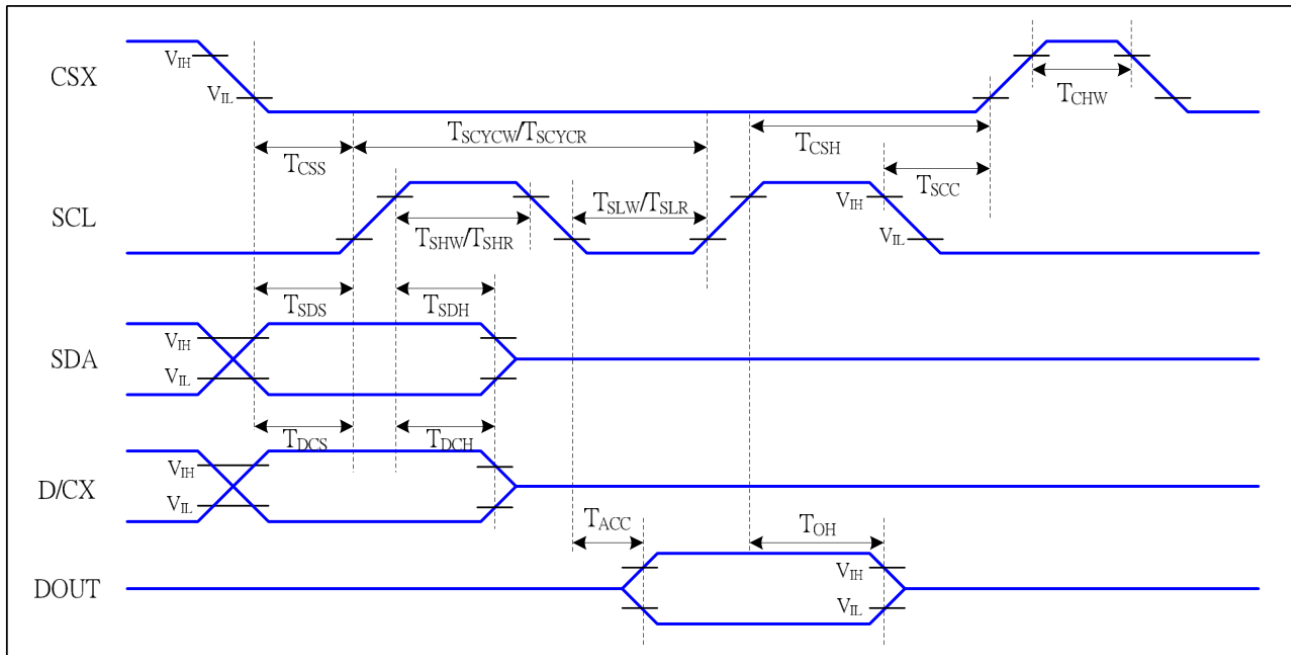 CSX
VIH
VIL
TCHW
TSCYCW/TSCYCR
TCSS
TCSH
TSCC
SCL
TSLW/TSLR
TSHW/TSHR
VIH
VIL
TSDS
TSDH
SDA
VIH
VIL
TDCS
TDCH
D/CX
VIH
VIL
TACC
TOH
DOUT
VIH
VIL